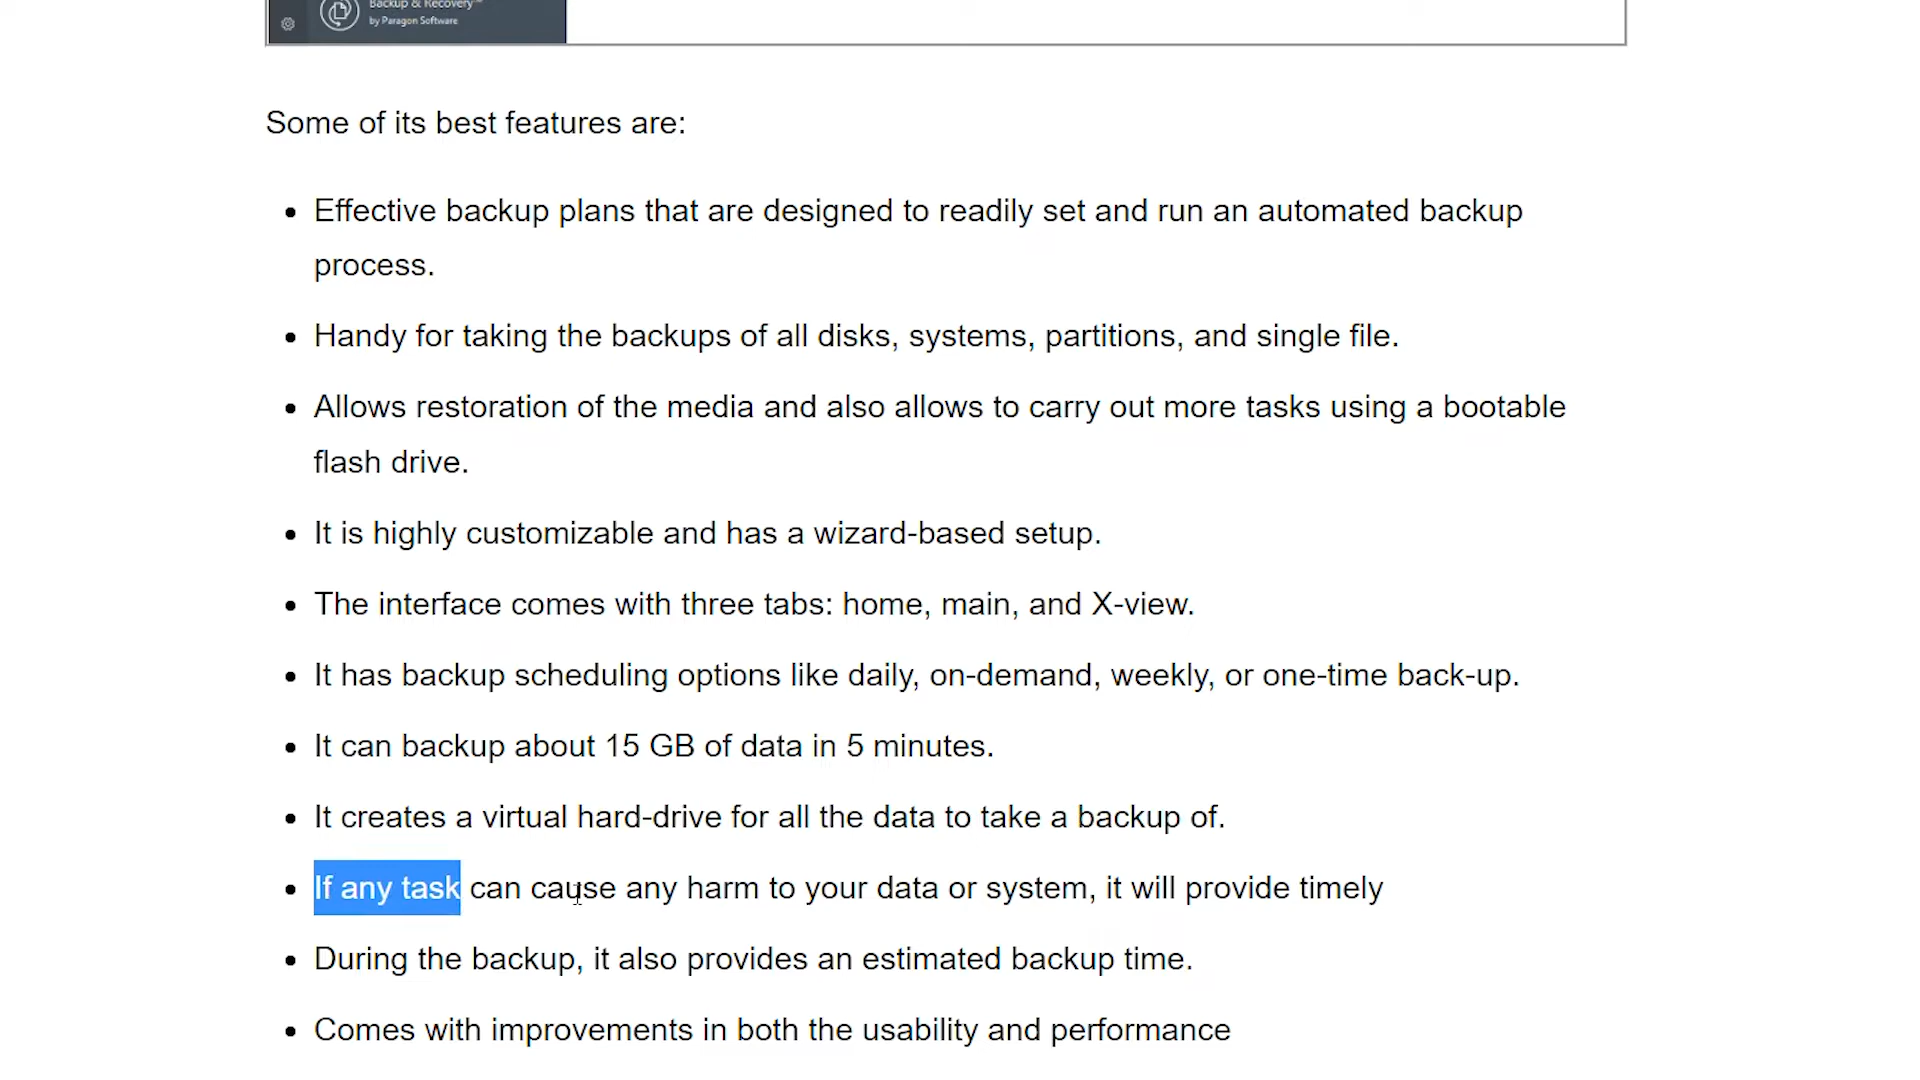 Backup & Recovery™
by Paragon Software
Some of its best features are:
Effective backup plans that are designed to readily set and run an automated backup
process.
Handy for taking the backups of all disks, systems, partitions, and single file.
Allows restoration of the media and also allows to carry out more tasks using a bootable
flash drive.
It is highly customizable and has a wizard-based setup.
The interface comes with three tabs: home, main, and X-view.
It has backup scheduling options like daily, on-demand, weekly, or one-time back-up.
It can backup about 15 GB of data in 5 minutes.
It creates a virtual hard-drive for all the data to take a backup of.
If any task can cause any harm to your data or system, it will provide timely
During the backup, it also provides an estimated backup time.
Comes with improvements in both the usability and performance